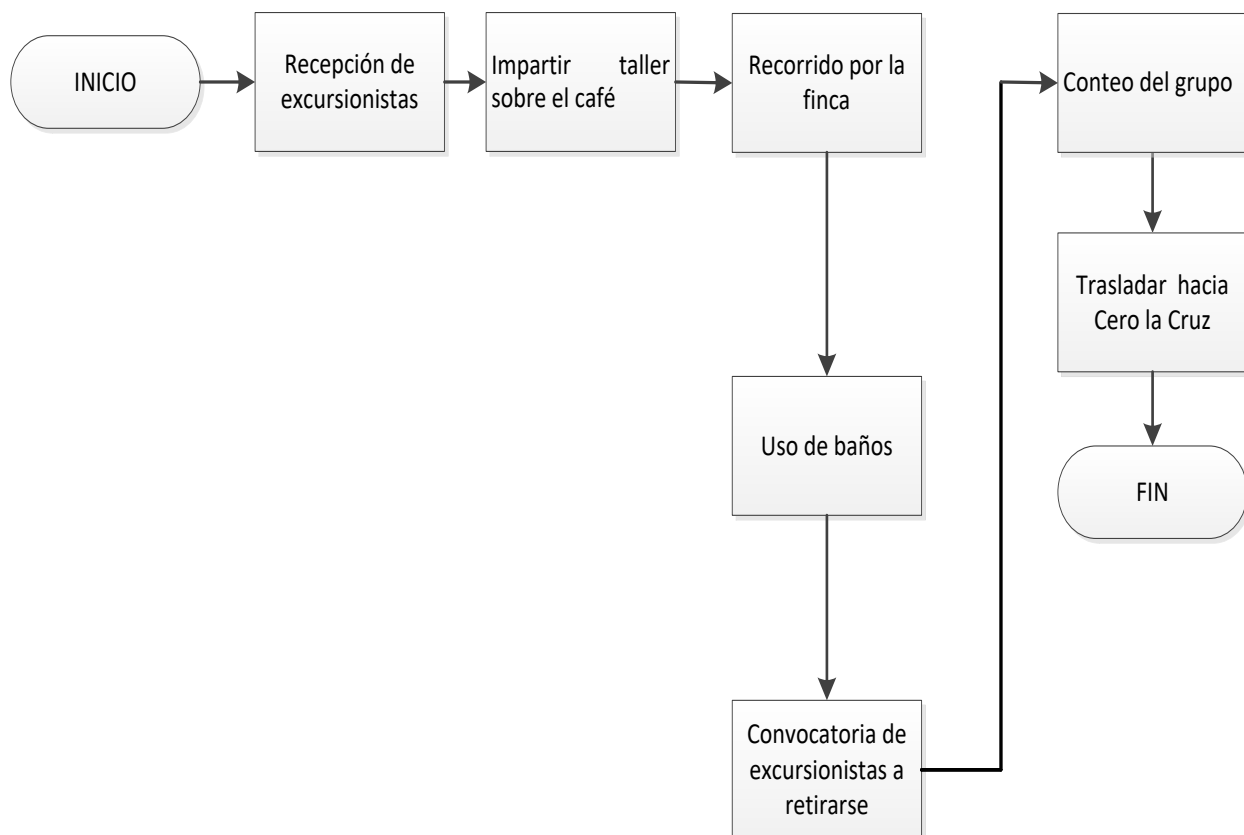 INICIO
Recepción de
excursionistas
Impartir taller
sobre el café
Recorrido por la
finca
Uso de baños
Convocatoria de
excursionistas a
retirarse
Conteo del grupo
Trasladar hacia
Cero la Cruz
FIN